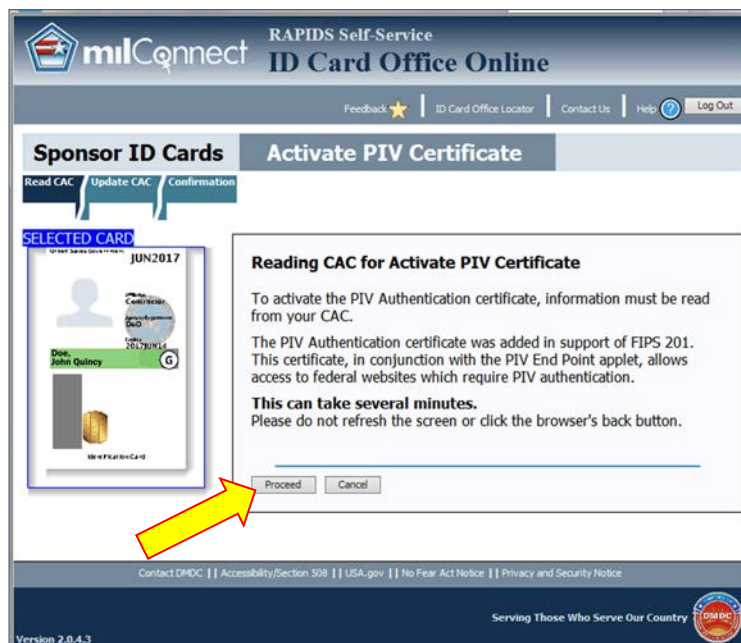 milConnect
RAPIDS Self-Service
ID Card Office Online
Feedback | ID Card Office Locator | Contact Us | Help ? Log Out
Sponsor ID Cards
Activate PIV Certificate
Read CAC
Update CAC
Confirmation
SELECTED CARD
JUN2017
Contractor
DoD
2017JUN14
Doe,
John Quincy
G
Identification Card
Reading CAC for Activate PIV Certificate
To activate the PIV Authentication certificate, information must be read
from your CAC.
The PIV Authentication certificate was added in support of FIPS 201.
This certificate, in conjunction with the PIV End Point applet, allows
access to federal websites which require PIV authentication.
This can take several minutes.
Please do not refresh the screen or click the browser's back button.
Proceed
Cancel
Contact DMDC || Accessibility/Section 508 || USA.gov || No Fear Act Notice || Privacy and Security Notice
Serving Those Who Serve Our Country
DMDC
Version 2.0.4.3